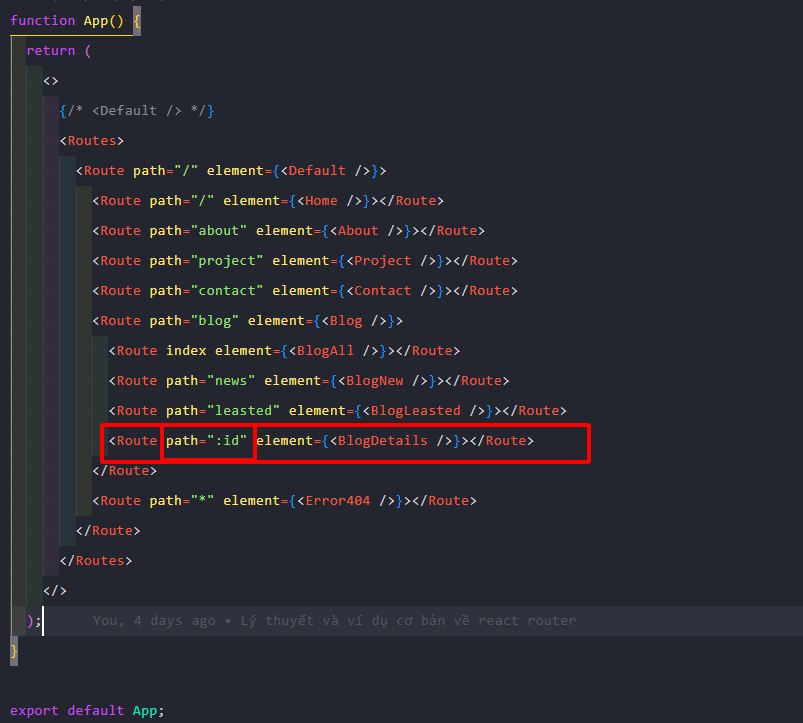 function App() {
return (
<>
{/* <Default /> */}
<Routes>
<Route path="/" element={<Default />}>
<Route path="/" element={<Home />}></Route>
<Route path="about" element={<About />}></Route>
<Route path="project" element={<Project />}></Route>
<Route path="contact" element={<Contact />}></Route>
<Route path="blog" element={<Blog />}>
<Route index element={<BlogAll />}></Route>
<Route path="news" element={<BlogNew />}></Route>
<Route path="leasted" element={<BlogLeasted />}></Route>
<Route path=":id" element={<BlogDetails />}></Route>
</Route>
<Route path="*" element={<Error404 />}></Route>
</Route>
</Routes>
</>
); You, 4 days ago • Lý thuyết và ví dụ cơ bản về react router
}
export default App;